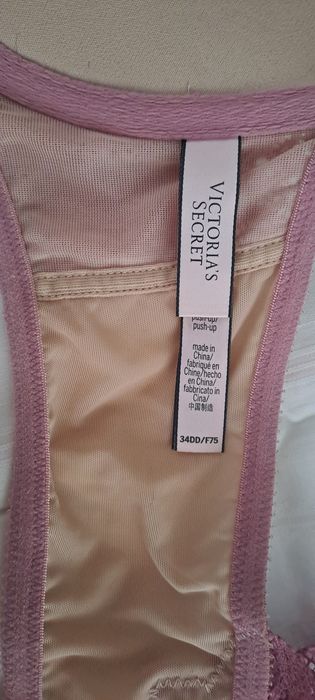 VICTORIA'S
SECRET
push-up/
push-up
made in
China/
fabriqué en
Chine/hecho
en China/
fabbricato in
Cina/
中国制造
34DD/F75